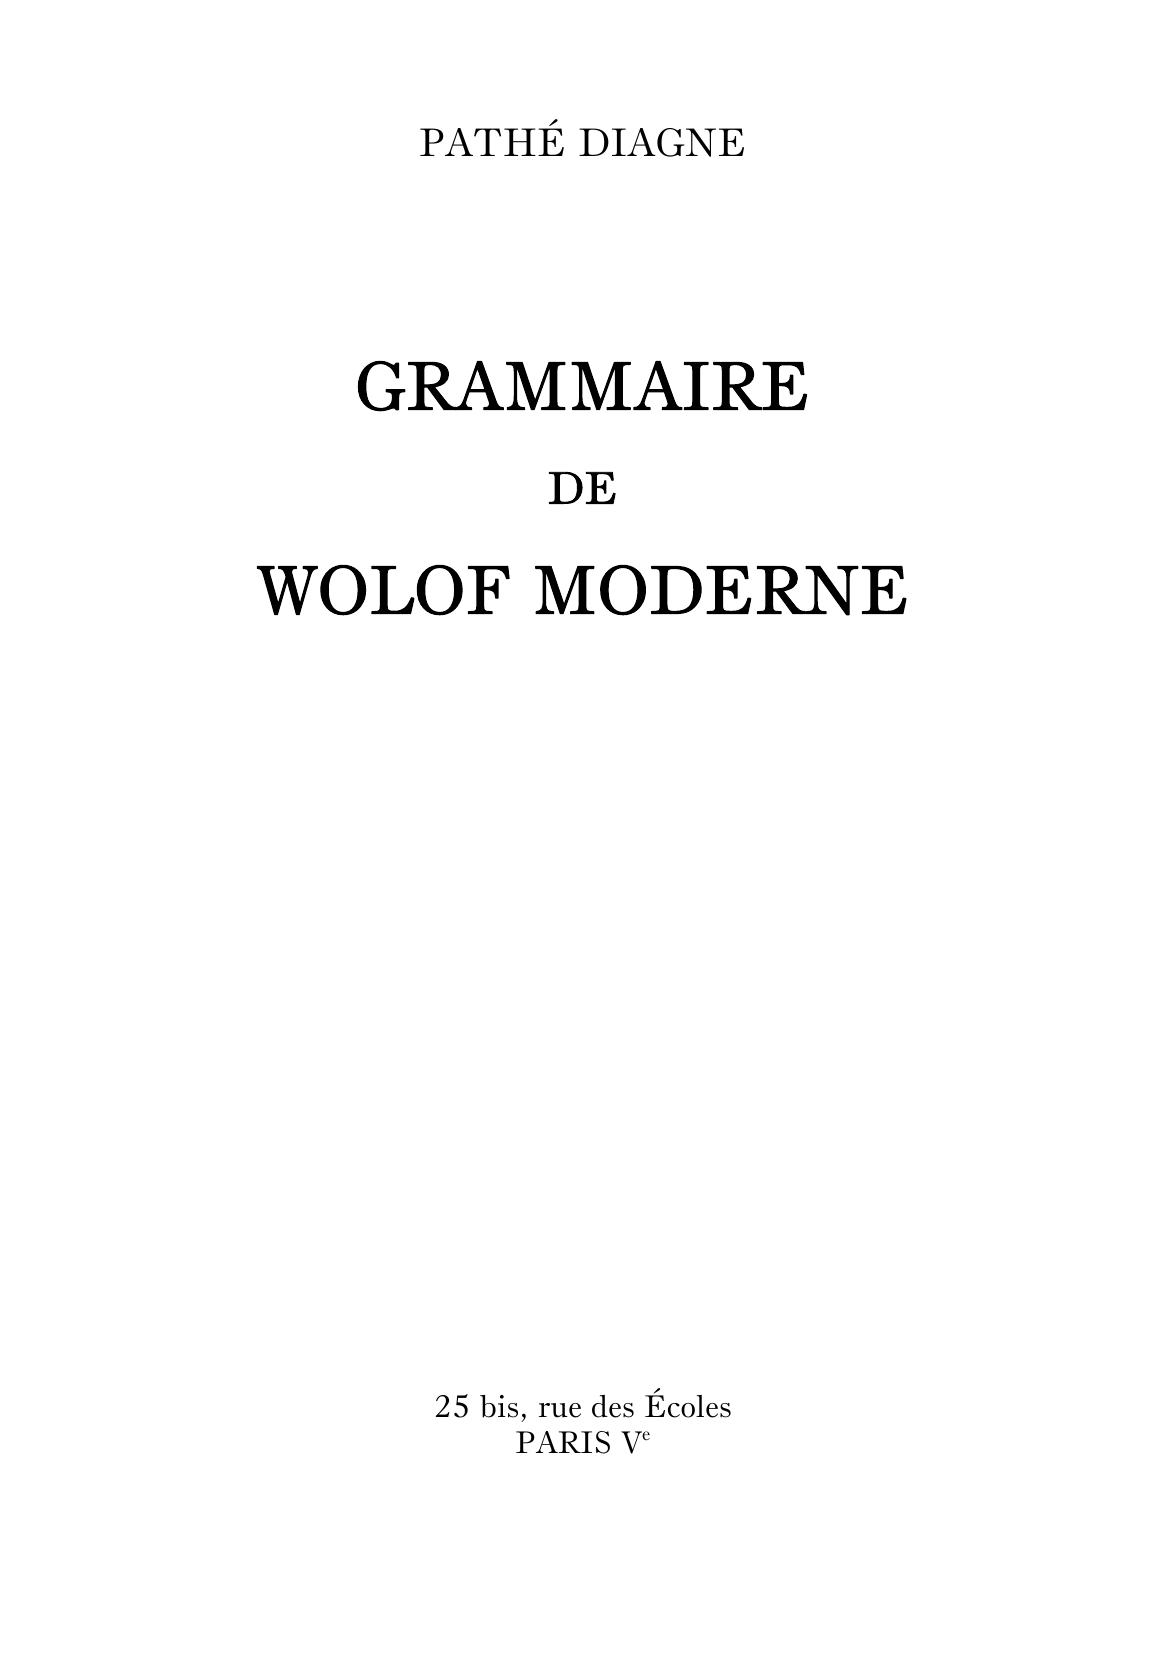 PATHÉ DIAGNE
GRAMMAIRE
DE
WOLOF MODERNE
25 bis, rue des Écoles
PARIS Vᵉ